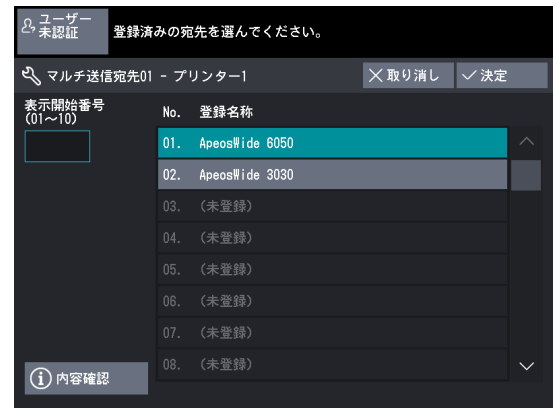 ユーザー
未認証
登録済みの宛先を選んでください。
マルチ送信宛先01 - プリンター1
取り消し
決定
表示開始番号
(01～10)
No. 登録名称
01. ApeosWide 6050
02. ApeosWide 3030
03. (未登録)
04. (未登録)
05. (未登録)
06. (未登録)
07. (未登録)
08. (未登録)
内容確認